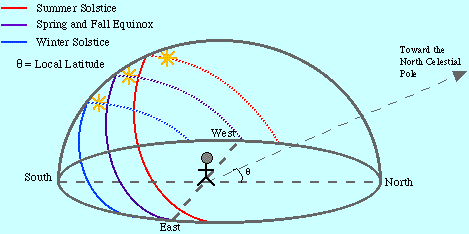 Summer Solstice
Spring and Fall Equinox
Winter Solstice
θ = Local Latitude
Toward the
North Celestial
Pole
West
θ
South
North
East